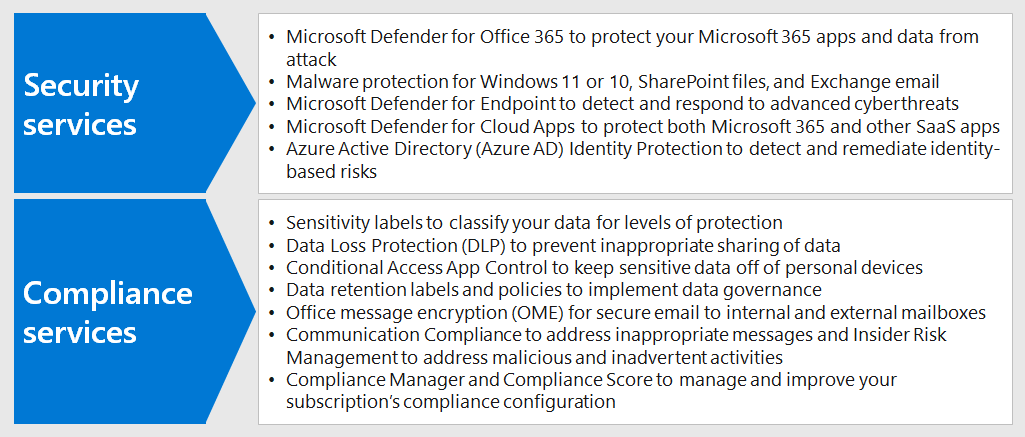 Security
services
• Microsoft Defender for Office 365 to protect your Microsoft 365 apps and data from
attack
• Malware protection for Windows 11 or 10, SharePoint files, and Exchange email
• Microsoft Defender for Endpoint to detect and respond to advanced cyberthreats
• Microsoft Defender for Cloud Apps to protect both Microsoft 365 and other SaaS apps
• Azure Active Directory (Azure AD) Identity Protection to detect and remediate identity-
based risks
Compliance
services
• Sensitivity labels to classify your data for levels of protection
• Data Loss Protection (DLP) to prevent inappropriate sharing of data
• Conditional Access App Control to keep sensitive data off of personal devices
• Data retention labels and policies to implement data governance
• Office message encryption (OME) for secure email to internal and external mailboxes
• Communication Compliance to address inappropriate messages and Insider Risk
Management to address malicious and inadvertent activities
• Compliance Manager and Compliance Score to manage and improve your
subscription's compliance configuration